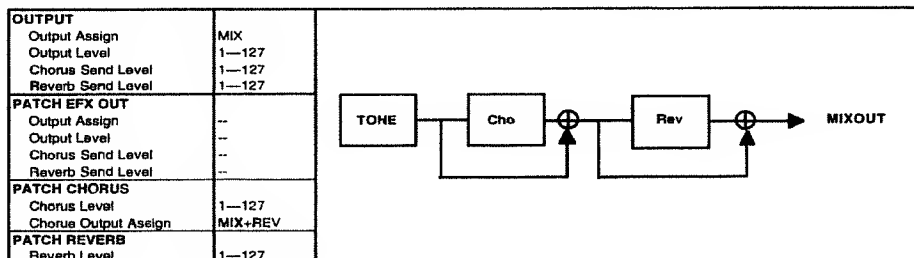 OUTPUT
Output Assign MIX
Output Level 1—127
Chorus Send Level 1—127
Reverb Send Level 1—127
PATCH EFX OUT
Output Assign --
Output Level --
Chorus Send Level --
Reverb Send Level --
PATCH CHORUS
Chorus Level 1—127
Chorus Output Assign MIX+REV
PATCH REVERB
Reverb Level 1—127
TONE Cho Rev MIXOUT